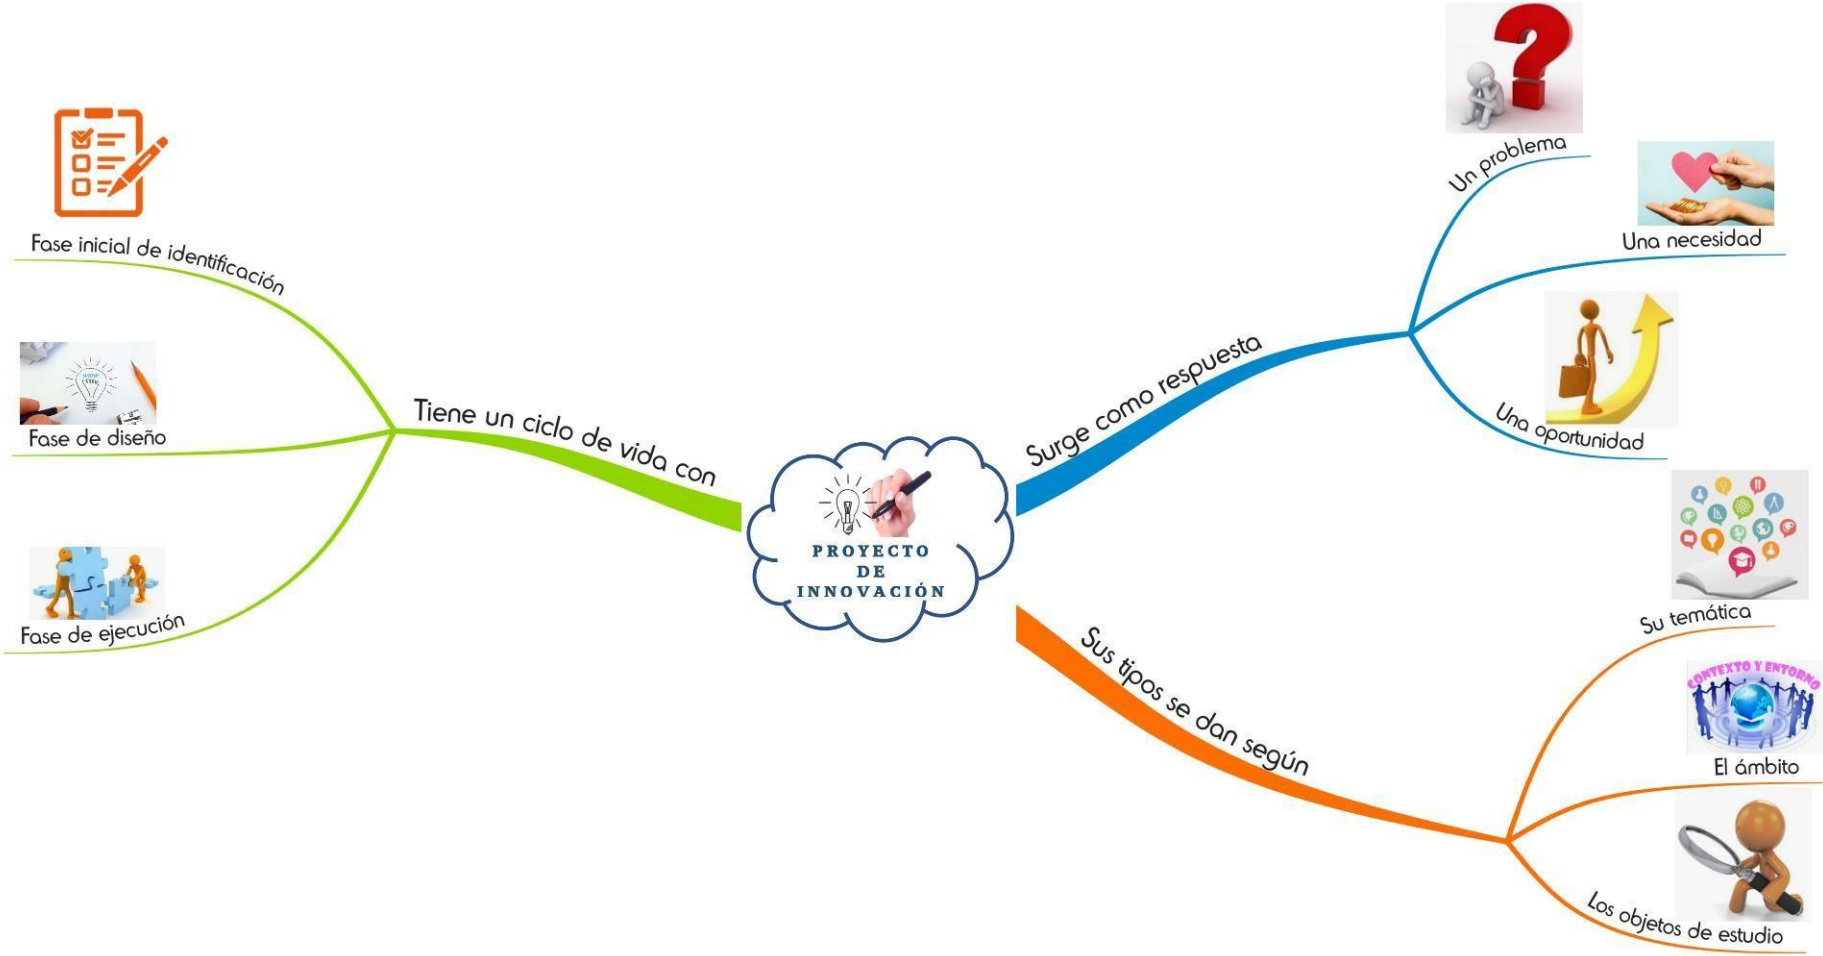 PROYECTO
DE
INNOVACIÓN
Surge como respuesta
Un problema
Una necesidad
Una oportunidad
Sus tipos se dan según
Su temática
CONTEXTO Y ENTORNO
El ámbito
Los objetos de estudio
Tiene un ciclo de vida con
Fase inicial de identificación
Fase de diseño
Fase de ejecución